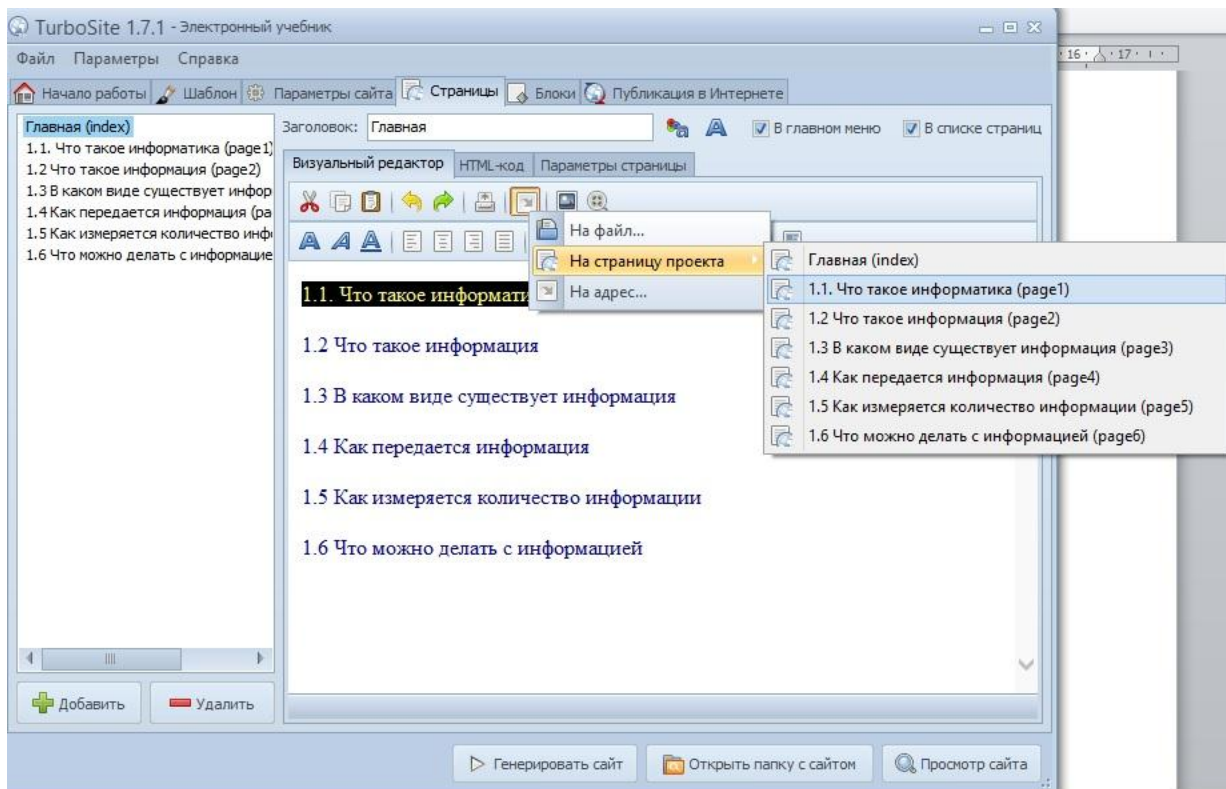 TurboSite 1.7.1 - Электронный учебник
Файл Параметры Справка
16 · 17
Начало работы Шаблон Параметры сайта Страницы Блоки Публикация в Интернете
Главная (index)
1.1. Что такое информатика (page1)
1.2 Что такое информация (page2)
1.3 В каком виде существует инфор
1.4 Как передается информация (pa
1.5 Как измеряется количество инф
1.6 Что можно делать с информацие
Заголовок: Главная В главном меню В списке страниц
Визуальный редактор HTML-код Параметры страницы
На файл...
На страницу проекта
На адрес...
Главная (index)
1.1. Что такое информатика (page1)
1.2 Что такое информация (page2)
1.3 В каком виде существует информация (page3)
1.4 Как передается информация (page4)
1.5 Как измеряется количество информации (page5)
1.6 Что можно делать с информацией (page6)
1.1. Что такое информати
1.2 Что такое информация
1.3 В каком виде существует информация
1.4 Как передается информация
1.5 Как измеряется количество информации
1.6 Что можно делать с информацией
Добавить Удалить
Генерировать сайт Открыть папку с сайтом Просмотр сайта